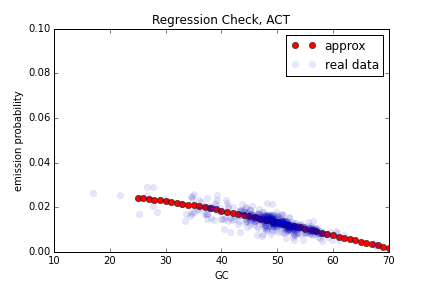 Regression Check, ACT
0.10
0.08
0.06
0.04
0.02
0.00
emission probability
approx
real data
10 20 30 40 50 60 70
GC